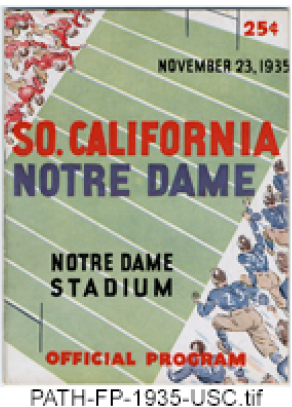 25¢
NOVEMBER 23, 1935
SO. CALIFORNIA
NOTRE DAME
NOTRE DAME
STADIUM
OFFICIAL PROGRAM
PATH-FP-1935-USC.tif